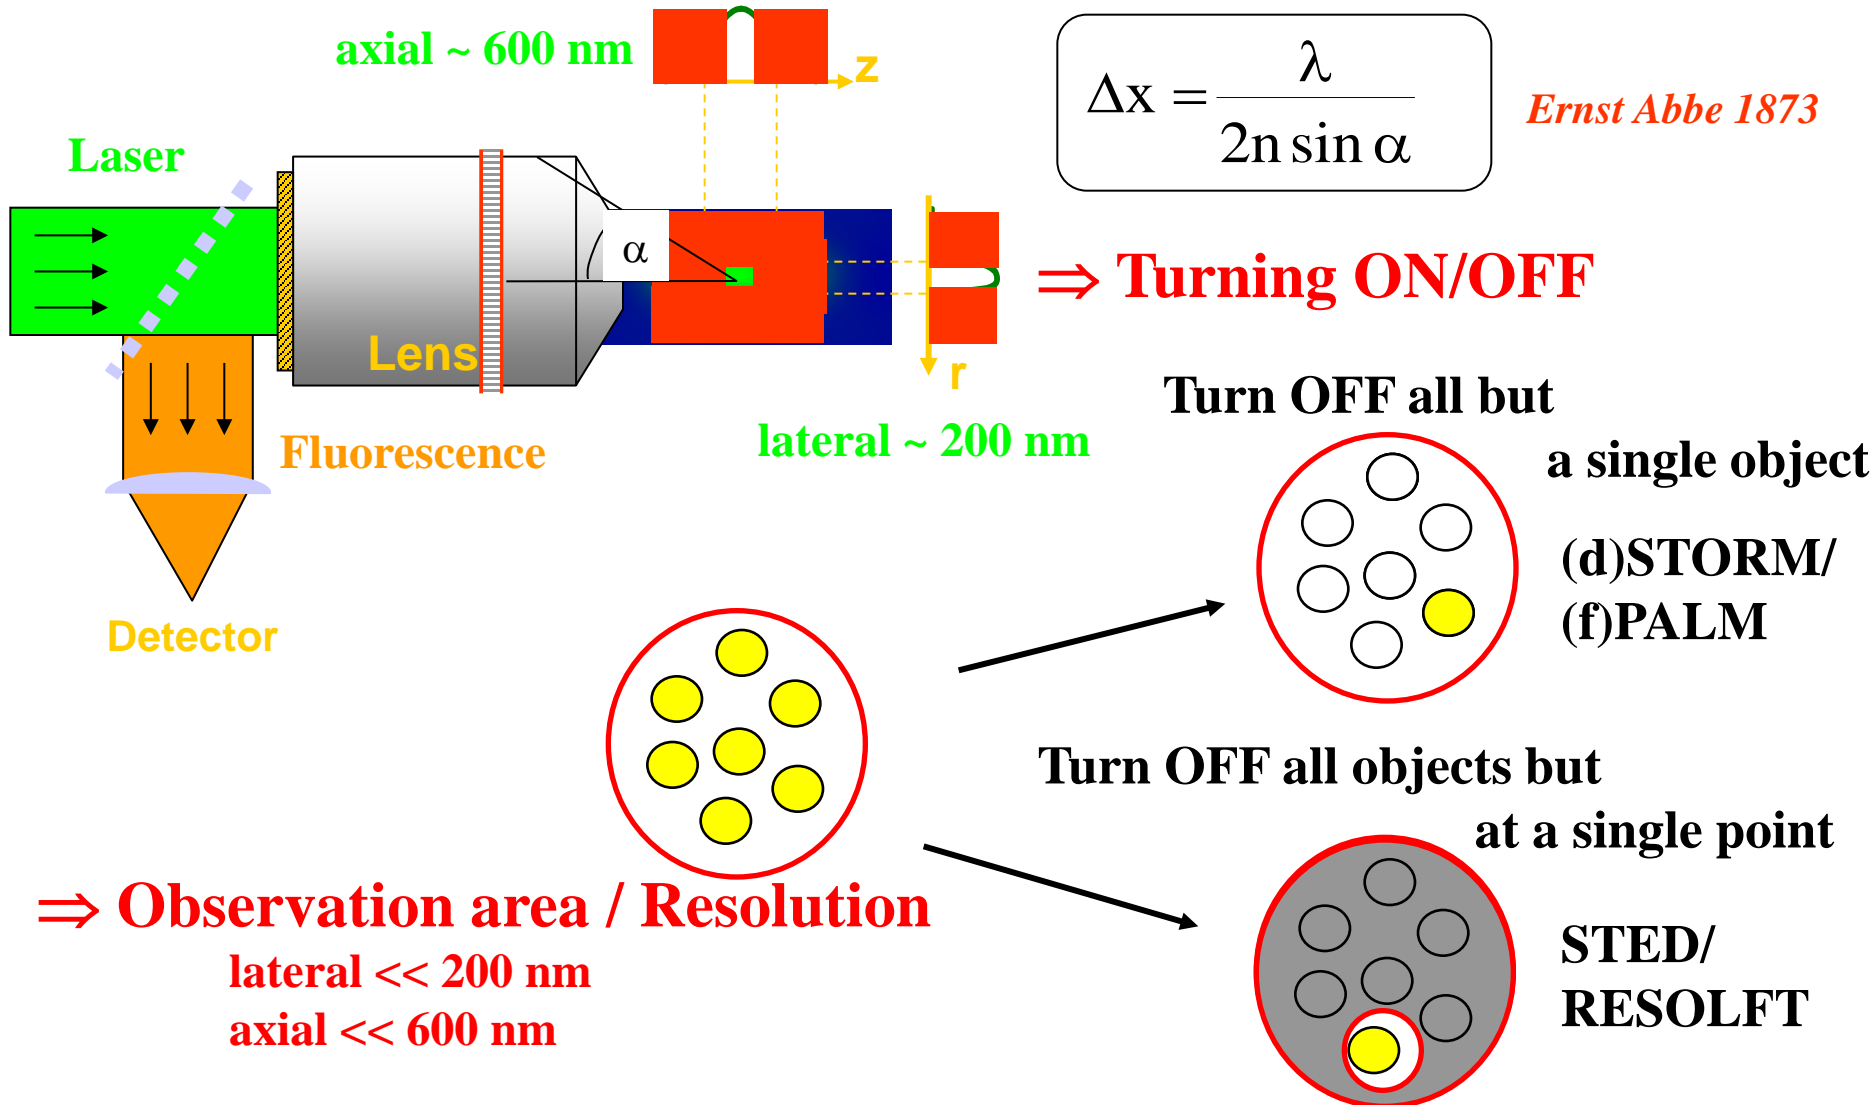 axial ~ 600 nm
z
Δx = λ / 2n sin α
Ernst Abbe 1873
Laser
α
⇒ Turning ON/OFF
Lens
r
Turn OFF all but
a single object
lateral ~ 200 nm
Fluorescence
(d)STORM/
(f)PALM
Detector
Turn OFF all objects but
at a single point
⇒ Observation area / Resolution
lateral << 200 nm
axial << 600 nm
STED/
RESOLFT